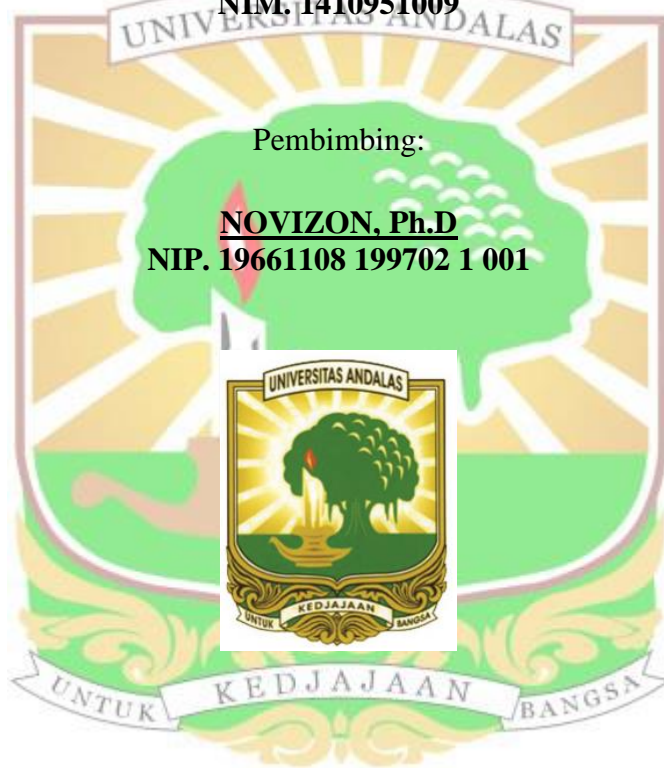 NIM. 1410951009
UNIVERSITAS ANDALAS
Pembimbing:
NOVIZON, Ph.D
NIP. 19661108 199702 1 001
UNIVERSITAS ANDALAS
UNTUK KEDJAJAAN BANGSA
UNTUK KEDJAJAAN BANGSA